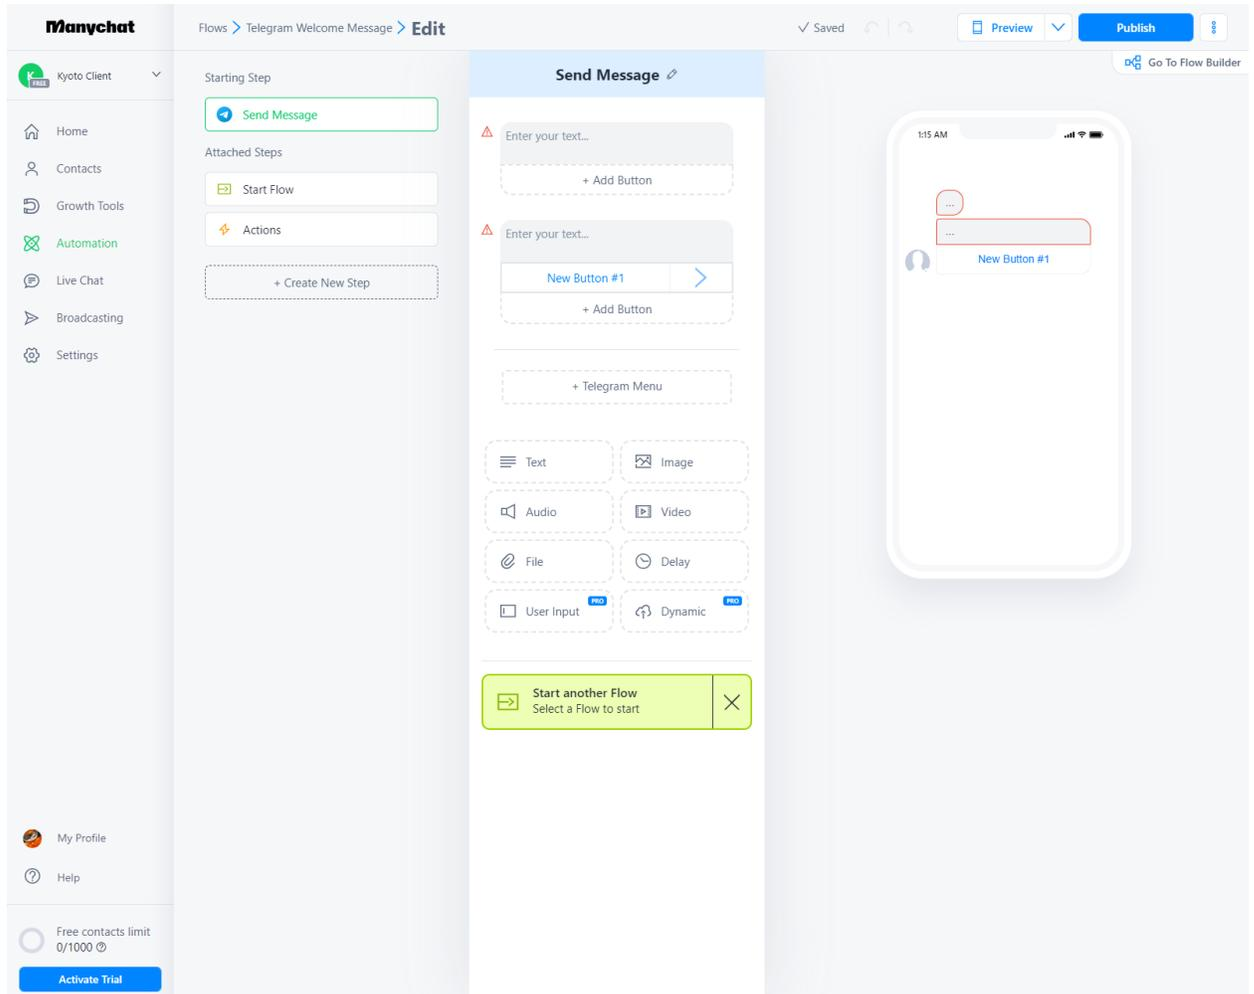 Manychat
Flows
Telegram Welcome Message
Edit
Saved
Preview
Publish
Go To Flow Builder
K
FREE
Kyoto Client
Home
Contacts
Growth Tools
Automation
Live Chat
Broadcasting
Settings
My Profile
Help
Free contacts limit
0/1000
Activate Trial
Starting Step
Send Message
Attached Steps
Start Flow
Actions
+ Create New Step
Send Message
Enter your text...
+ Add Button
Enter your text...
New Button #1
+ Add Button
+ Telegram Menu
Text
Image
Audio
Video
File
Delay
User Input
PRO
Dynamic
PRO
Start another Flow
Select a Flow to start
1:15 AM
...
...
New Button #1